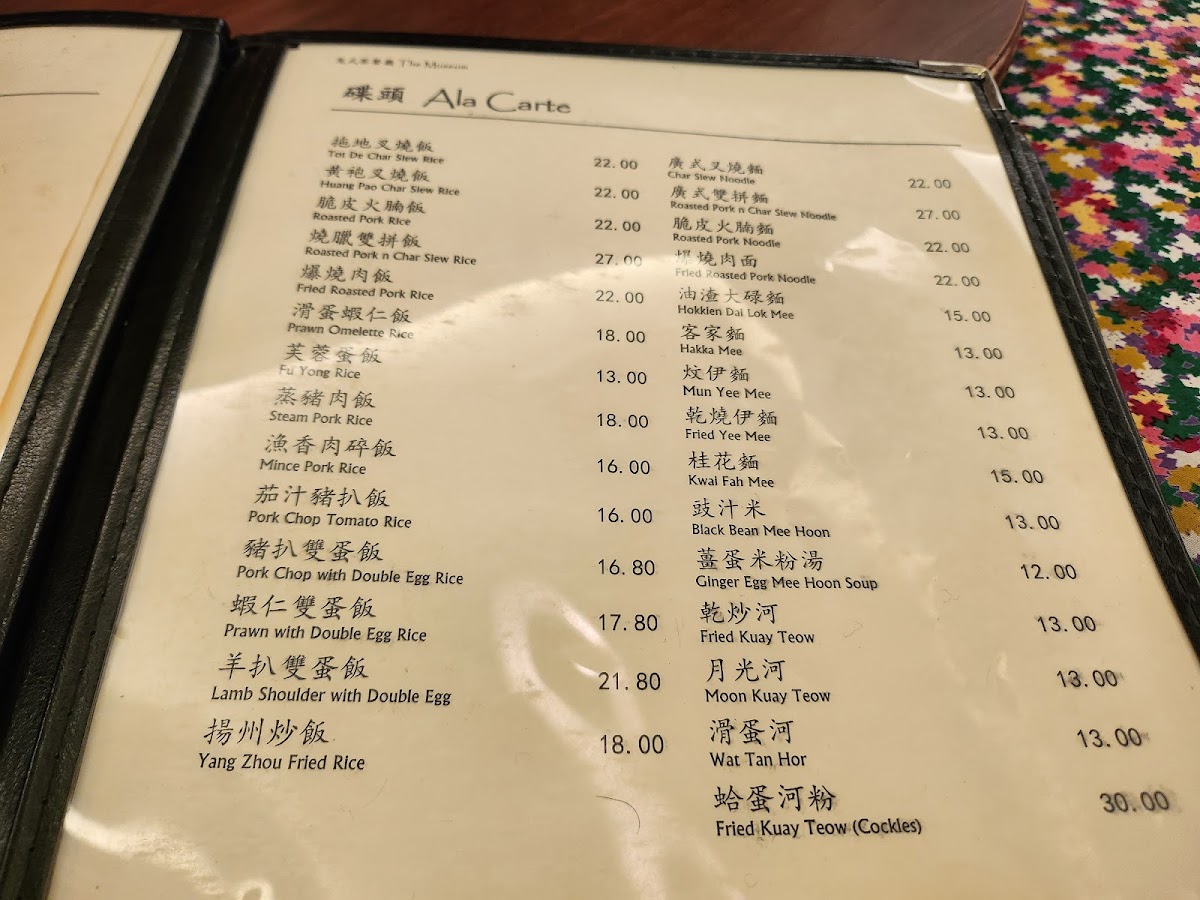 The Museum
碟頭 Ala Carte
拖地叉燒飯
Tot De Char Siew Rice 22.00
黃袍叉燒飯
Huang Pao Char Siew Rice 22.00
脆皮火腩飯
Roasted Pork Rice 22.00
燒臘雙拼飯
Roasted Pork n Char Siew Rice 27.00
爆燒肉飯
Fried Roasted Pork Rice 22.00
滑蛋蝦仁飯
Prawn Omelette Rice 18.00
芙蓉蛋飯
Fu Yong Rice 13.00
蒸豬肉飯
Steam Pork Rice 18.00
漁香肉碎飯
Mince Pork Rice 16.00
茄汁豬扒飯
Pork Chop Tomato Rice 16.00
豬扒雙蛋飯
Pork Chop with Double Egg Rice 16.80
蝦仁雙蛋飯
Prawn with Double Egg Rice 17.80
羊扒雙蛋飯
Lamb Shoulder with Double Egg 21.80
揚州炒飯
Yang Zhou Fried Rice 18.00
廣式叉燒麵
Char Siew Noodle 22.00
廣式雙拼麵
Roasted Pork n Char Siew Noodle 27.00
脆皮火腩麵
Roasted Pork Noodle 22.00
爆燒肉面
Fried Roasted Pork Noodle 22.00
油渣大碌麵
Hokkien Dai Lok Mee 15.00
客家麵
Hakka Mee 13.00
炆伊麵
Mun Yee Mee 13.00
乾燒伊麵
Fried Yee Mee 13.00
桂花麵
Kwai Fah Mee 15.00
豉汁米
Black Bean Mee Hoon 13.00
薑蛋米粉湯
Ginger Egg Mee Hoon Soup 12.00
乾炒河
Fried Kuay Teow 13.00
月光河
Moon Kuay Teow 13.00
滑蛋河
Wat Tan Hor 13.00
蛤蛋河粉
Fried Kuay Teow (Cockles) 30.00